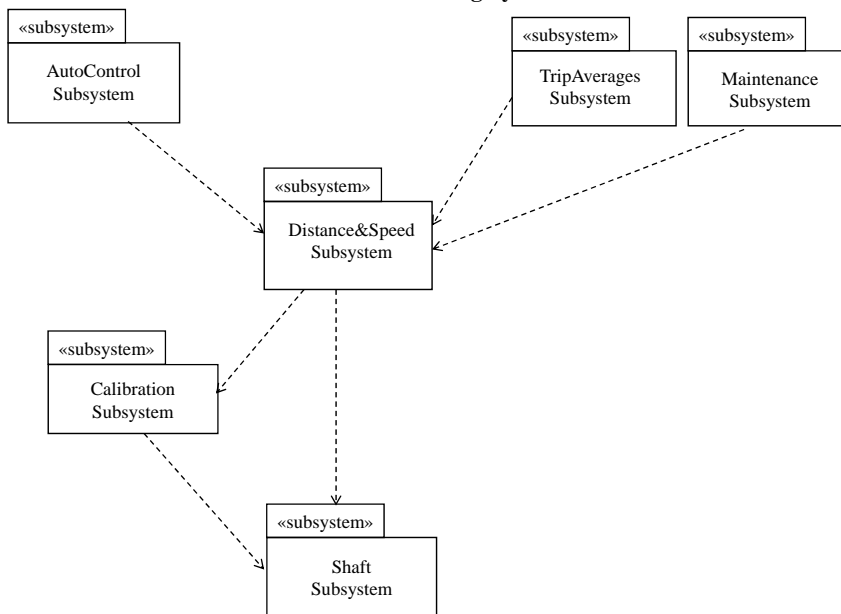 «subsystem»
AutoControl
Subsystem
«subsystem»
TripAverages
Subsystem
«subsystem»
Maintenance
Subsystem
«subsystem»
Distance&Speed
Subsystem
«subsystem»
Calibration
Subsystem
«subsystem»
Shaft
Subsystem